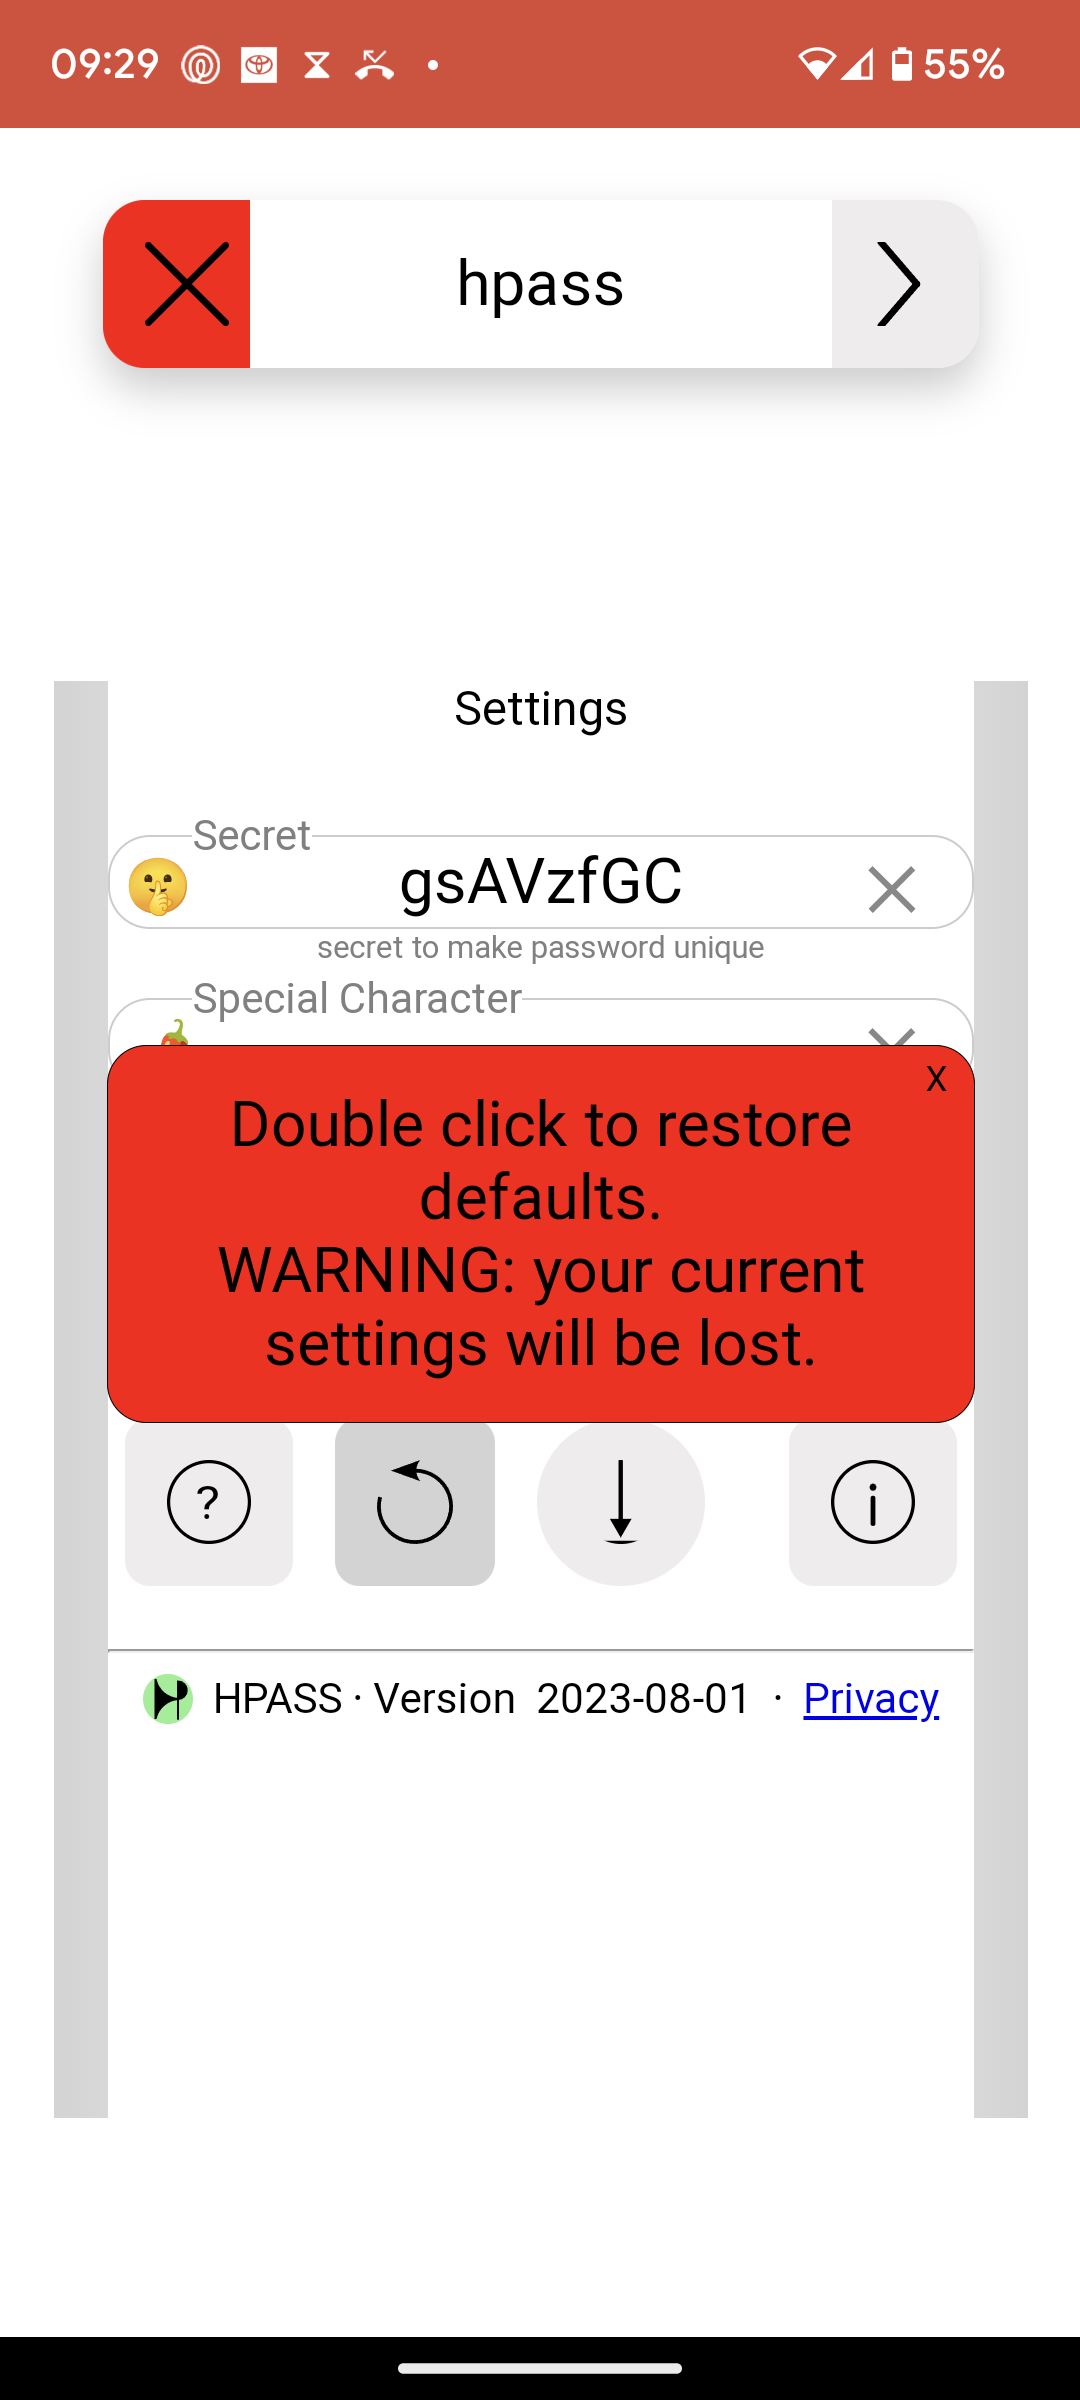 09:29
55%
hpass
Settings
Secret
gsAVzfGC
secret to make password unique
Special Character
X
Double click to restore
defaults.
WARNING: your current
settings will be lost.
?
i
HPASS · Version 2023-08-01 · Privacy